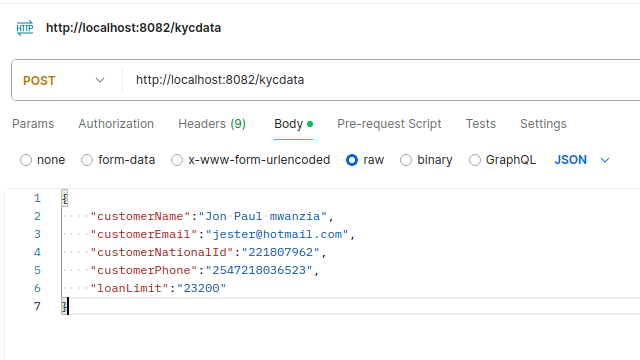 HTTP http://localhost:8082/kycdata
POST http://localhost:8082/kycdata
Params Authorization Headers (9) Body Pre-request Script Tests Settings
none form-data x-www-form-urlencoded raw binary GraphQL JSON
1 {
2 "customerName":"Jon Paul mwanzia",
3 "customerEmail":"jester@hotmail.com",
4 "customerNationalId":"221807962",
5 "customerPhone":"2547218036523",
6 "loanLimit":"23200"
7 }